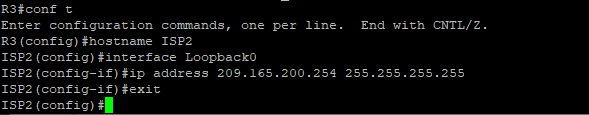 R3#conf t
Enter configuration commands, one per line.  End with CNTL/Z.
R3(config)#hostname ISP2
ISP2(config)#interface Loopback0
ISP2(config-if)#ip address 209.165.200.254 255.255.255.255
ISP2(config-if)#exit
ISP2(config)#